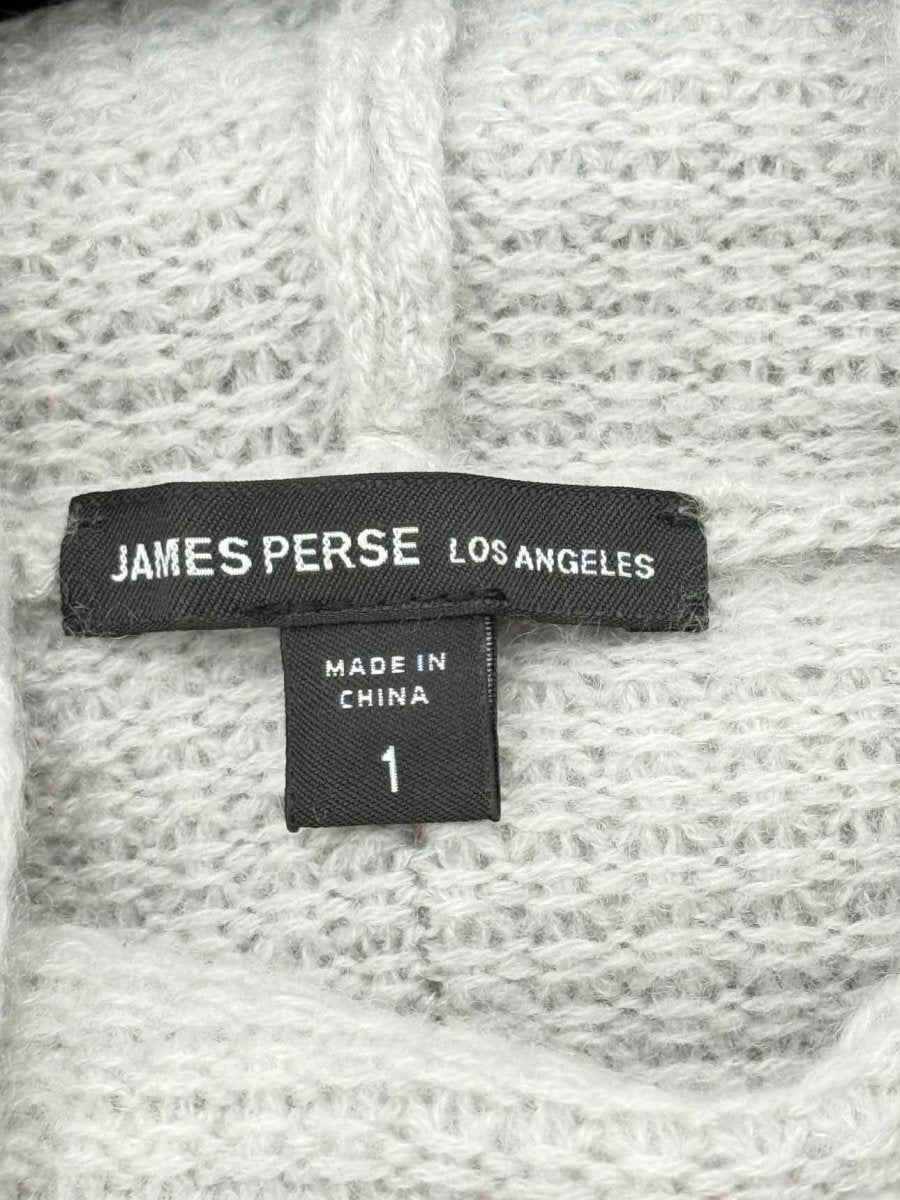 JAMES PERSE LOS ANGELES
MADE IN
CHINA
1